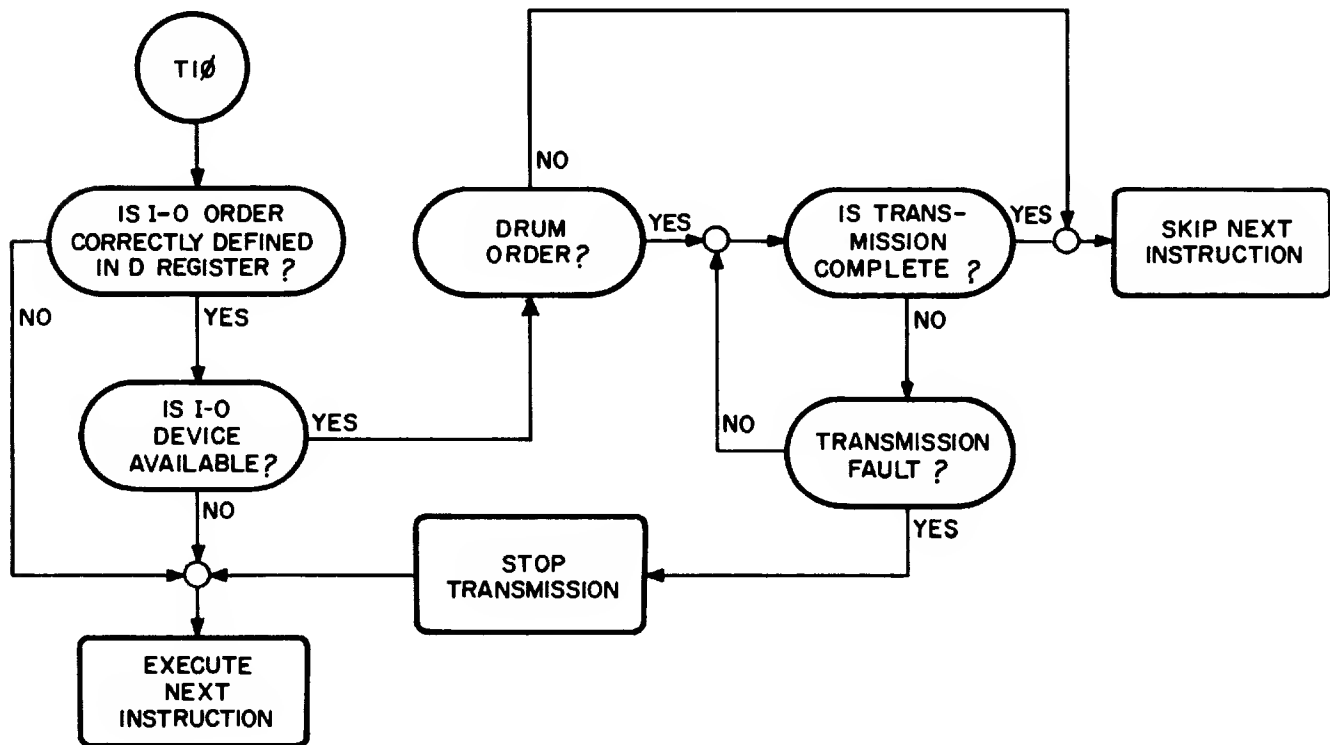 TIØ
IS I-O ORDER
CORRECTLY DEFINED
IN D REGISTER ?
NO
YES
IS I-O
DEVICE
AVAILABLE?
YES
NO
EXECUTE
NEXT
INSTRUCTION
NO
DRUM
ORDER?
YES
IS TRANS-
MISSION
COMPLETE ?
YES
SKIP NEXT
INSTRUCTION
NO
TRANSMISSION
FAULT ?
NO
YES
STOP
TRANSMISSION